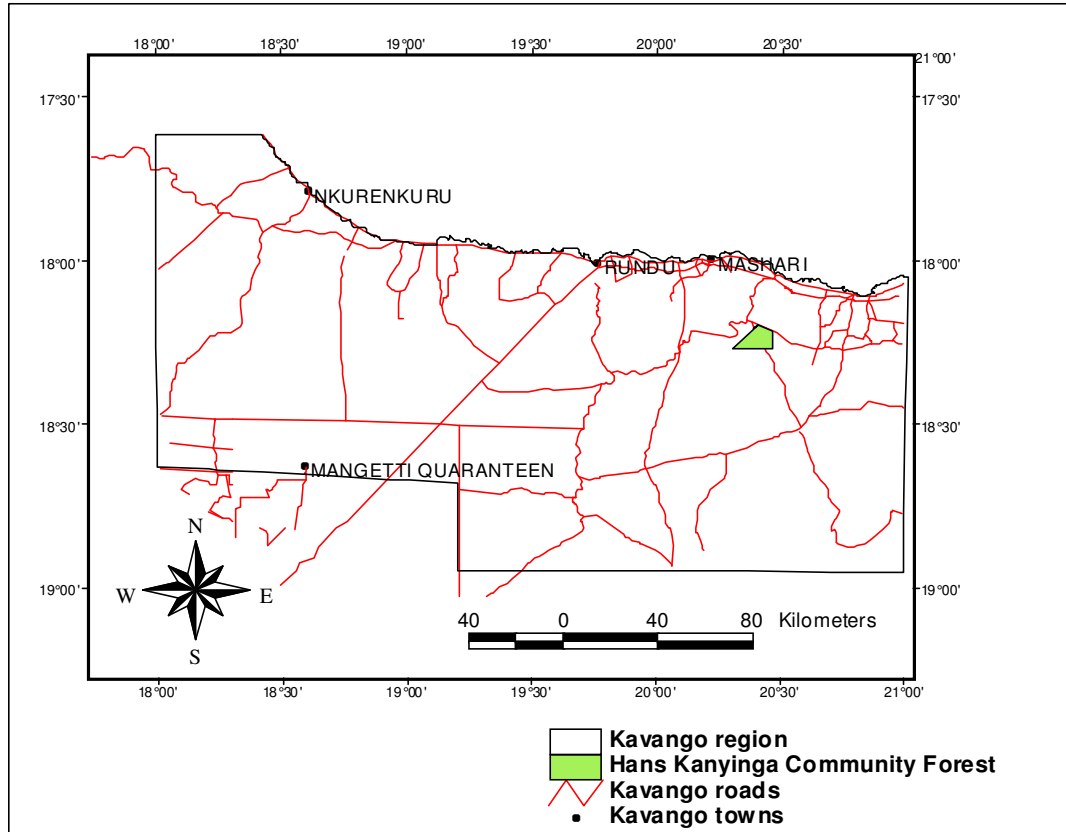 18°00' 18°30' 19°00' 19°30' 20°00' 20°30' 21°00'
17°30' 17°30'
NKURENKURU
18°00' RUNDU MASHARI 18°00'
18°30' 18°30'
MANGETTI QUARANTEEN
N
W E
S
19°00' 19°00'
40 0 40 80 Kilometers
18°00' 18°30' 19°00' 19°30' 20°00' 20°30' 21°00'
Kavango region
Hans Kanyinga Community Forest
Kavango roads
Kavango towns